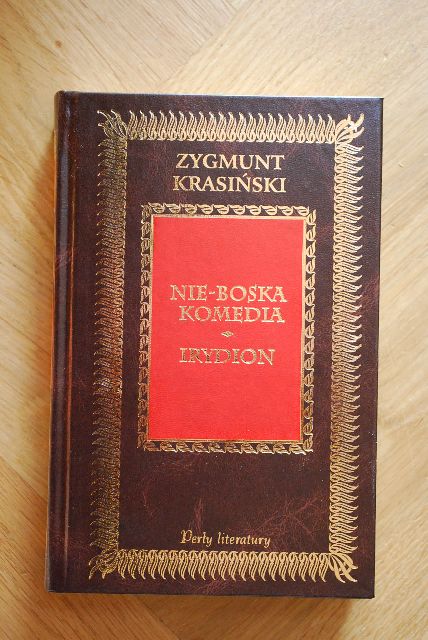 ZYGMUNT
KRASIŃSKI
NIE-BOSKA
KOMEDIA
IRYDION
Perły literatury